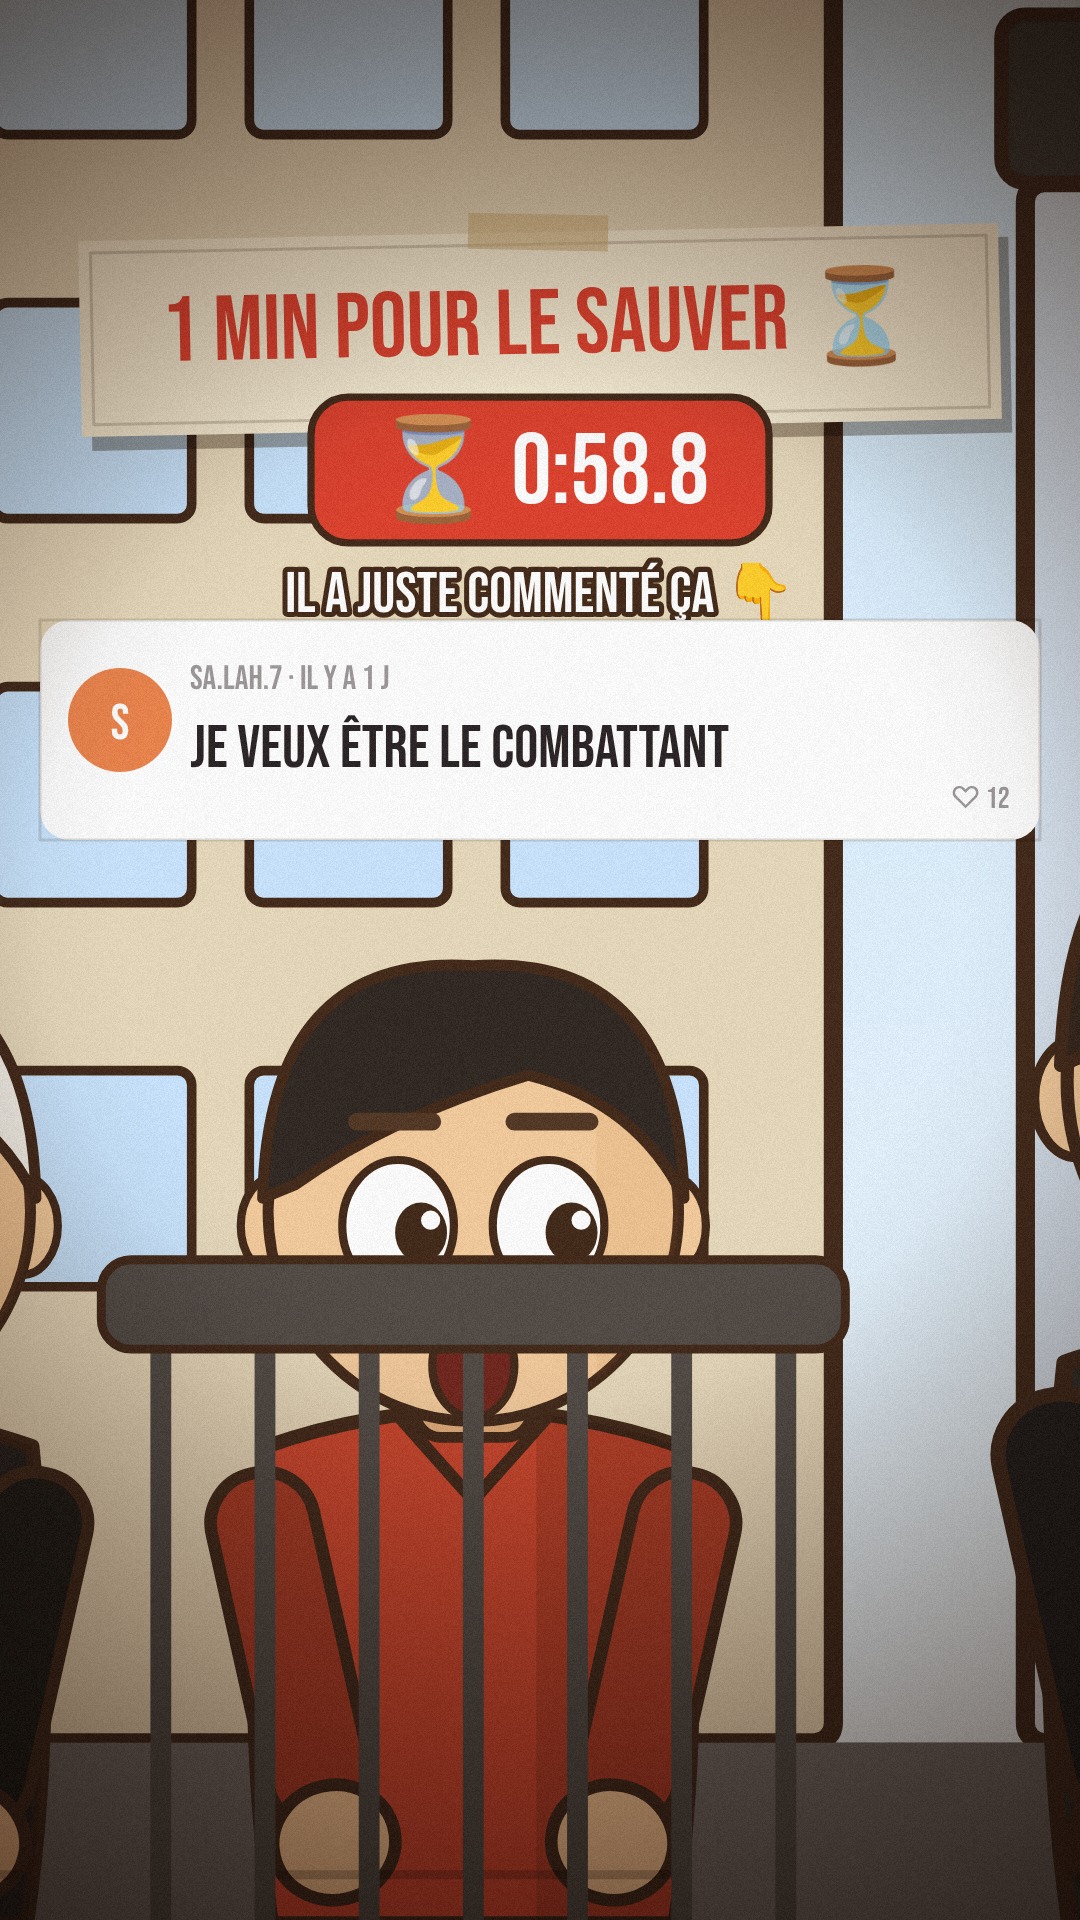 1 MIN POUR LE SAUVER ⏳
⏳ 0:58.8
IL A JUSTE COMMENTÉ ÇA 👇
SA.LAH.7 · IL Y A 1 J
S
JE VEUX ÊTRE LE COMBATTANT
♡ 12